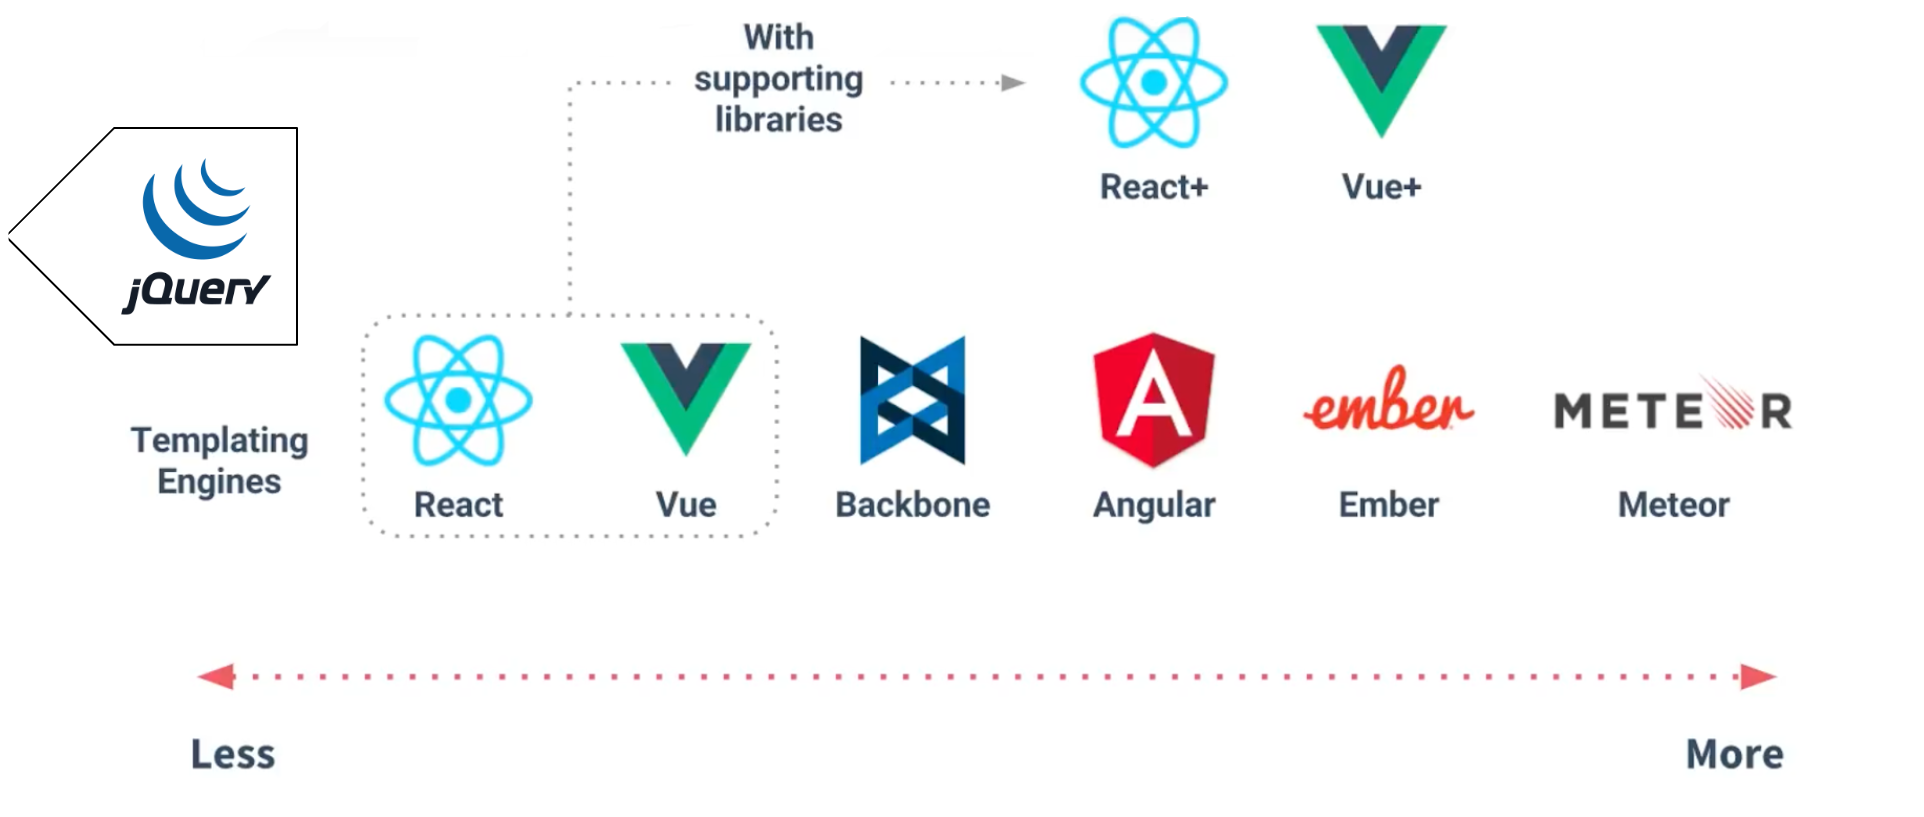 With
supporting
libraries
React+
Vue+
jQuery
Templating
Engines
React
Vue
Backbone
Angular
ember
Ember
METEOR
Meteor
Less
More